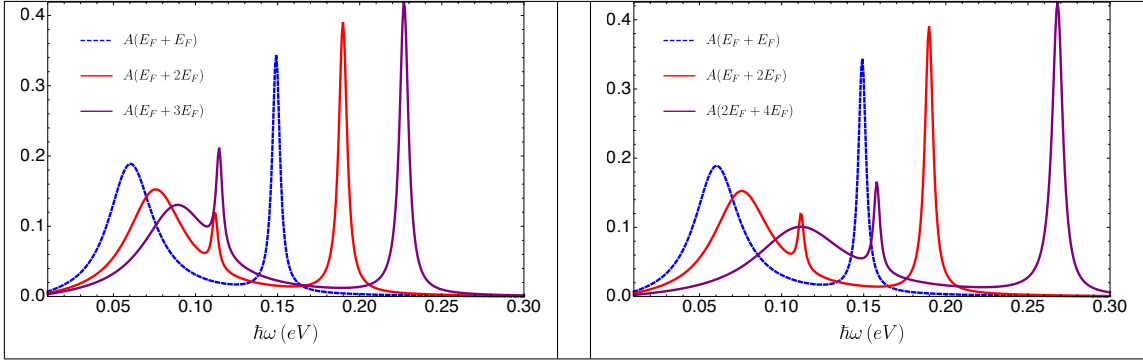 0.4
0.3
0.2
0.1
0.0
A(E_F + E_F)
A(E_F + 2E_F)
A(E_F + 3E_F)
0.05 0.10 0.15 0.20 0.25 0.30
ℏω (eV)
0.4
0.3
0.2
0.1
0.0
A(E_F + E_F)
A(E_F + 2E_F)
A(2E_F + 4E_F)
0.05 0.10 0.15 0.20 0.25 0.30
ℏω (eV)